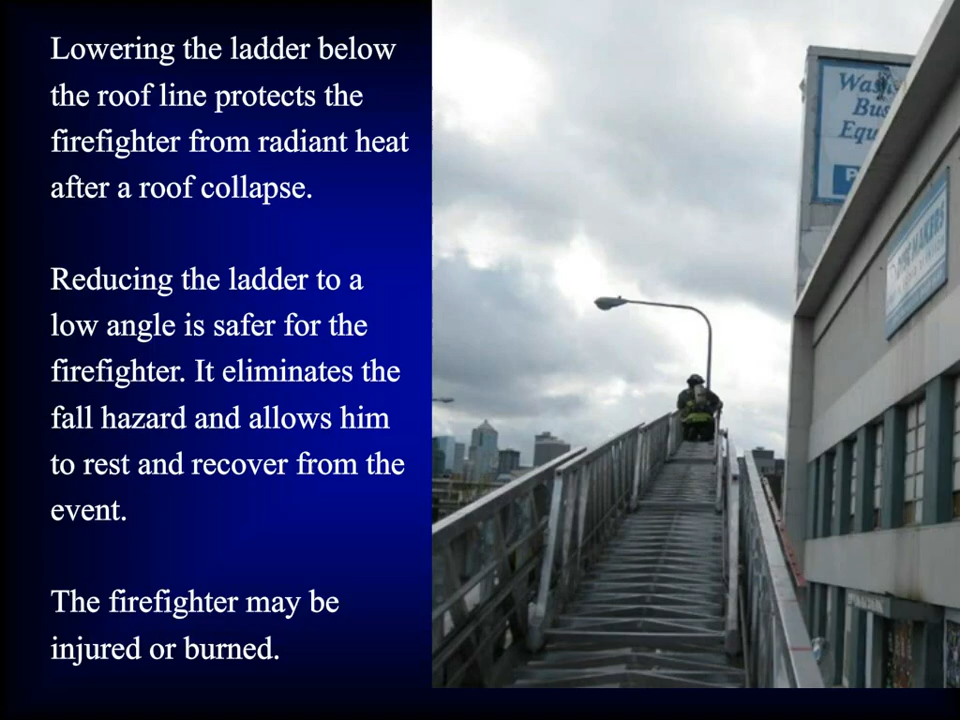 Lowering the ladder below
the roof line protects the
firefighter from radiant heat
after a roof collapse.
Reducing the ladder to a
low angle is safer for the
firefighter. It eliminates the
fall hazard and allows him
to rest and recover from the
event.
The firefighter may be
injured or burned.